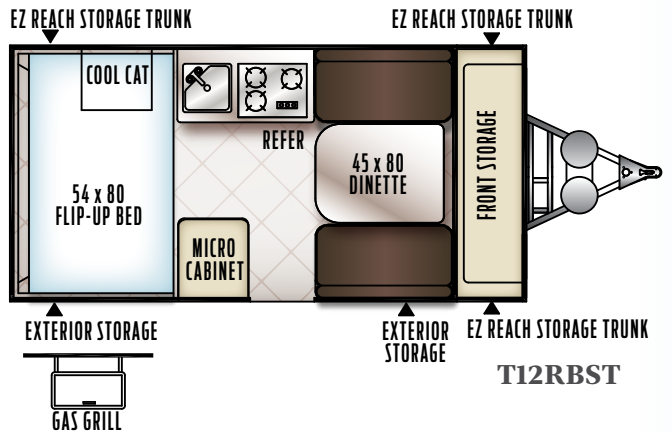 EZ REACH STORAGE TRUNK
EZ REACH STORAGE TRUNK
COOL CAT
REFER
54 x 80
FLIP-UP BED
45 x 80
DINETTE
FRONT STORAGE
MICRO
CABINET
EXTERIOR STORAGE
EXTERIOR
STORAGE
EZ REACH STORAGE TRUNK
T12RBST
GAS GRILL